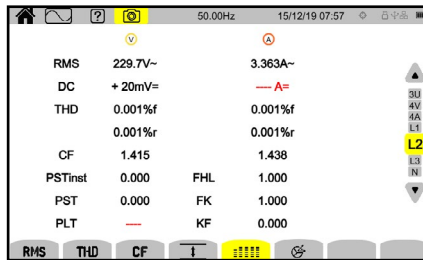 ? 50.00Hz 15/12/19 07:57
V A
RMS 229.7V~ 3.363A~
DC + 20mV= ---- A=
THD 0.001%f 0.001%f
0.001%r 0.001%r
CF 1.415 1.438
PSTinst 0.000 FHL 1.000
PST 0.000 FK 1.000
PLT ---- KF 0.000
3U
4V
4A
L1
L2
L3
N
RMS THD CF